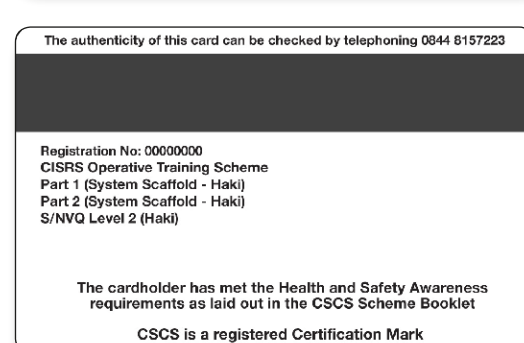 The authenticity of this card can be checked by telephoning 0844 8157223
Registration No: 00000000
CISRS Operative Training Scheme
Part 1 (System Scaffold - Haki)
Part 2 (System Scaffold - Haki)
S/NVQ Level 2 (Haki)
The cardholder has met the Health and Safety Awareness
requirements as laid out in the CSCS Scheme Booklet
CSCS is a registered Certification Mark